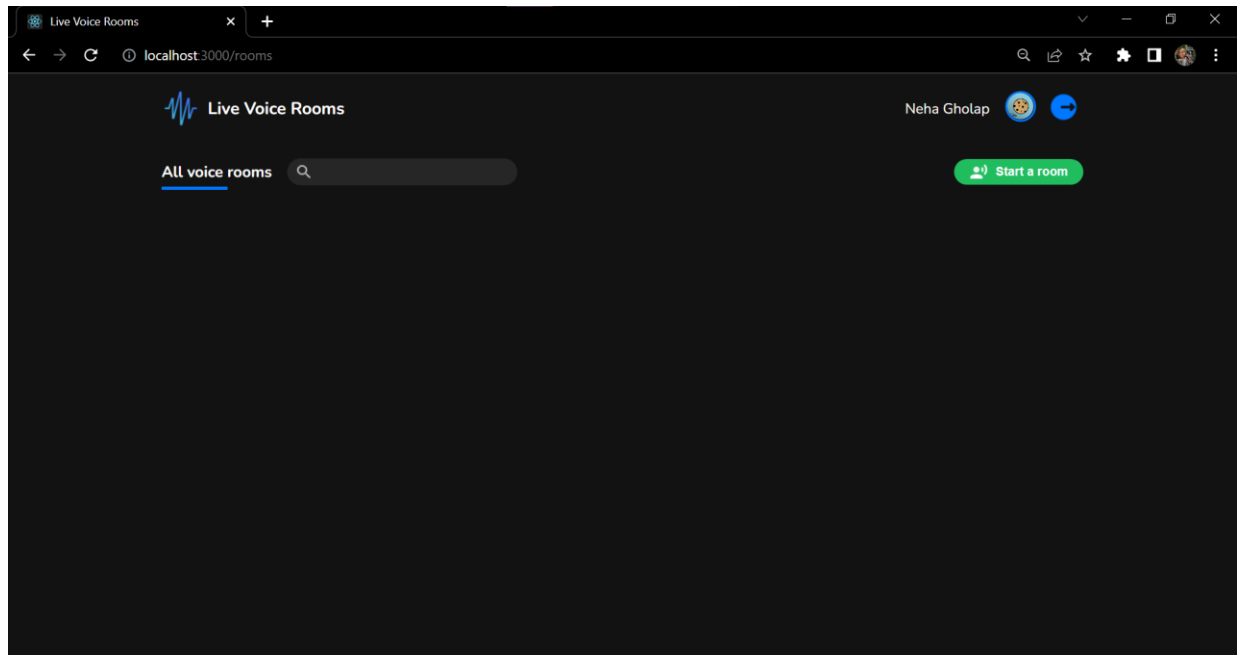 Live Voice Rooms
localhost:3000/rooms
Live Voice Rooms
Neha Gholap
All voice rooms
Start a room